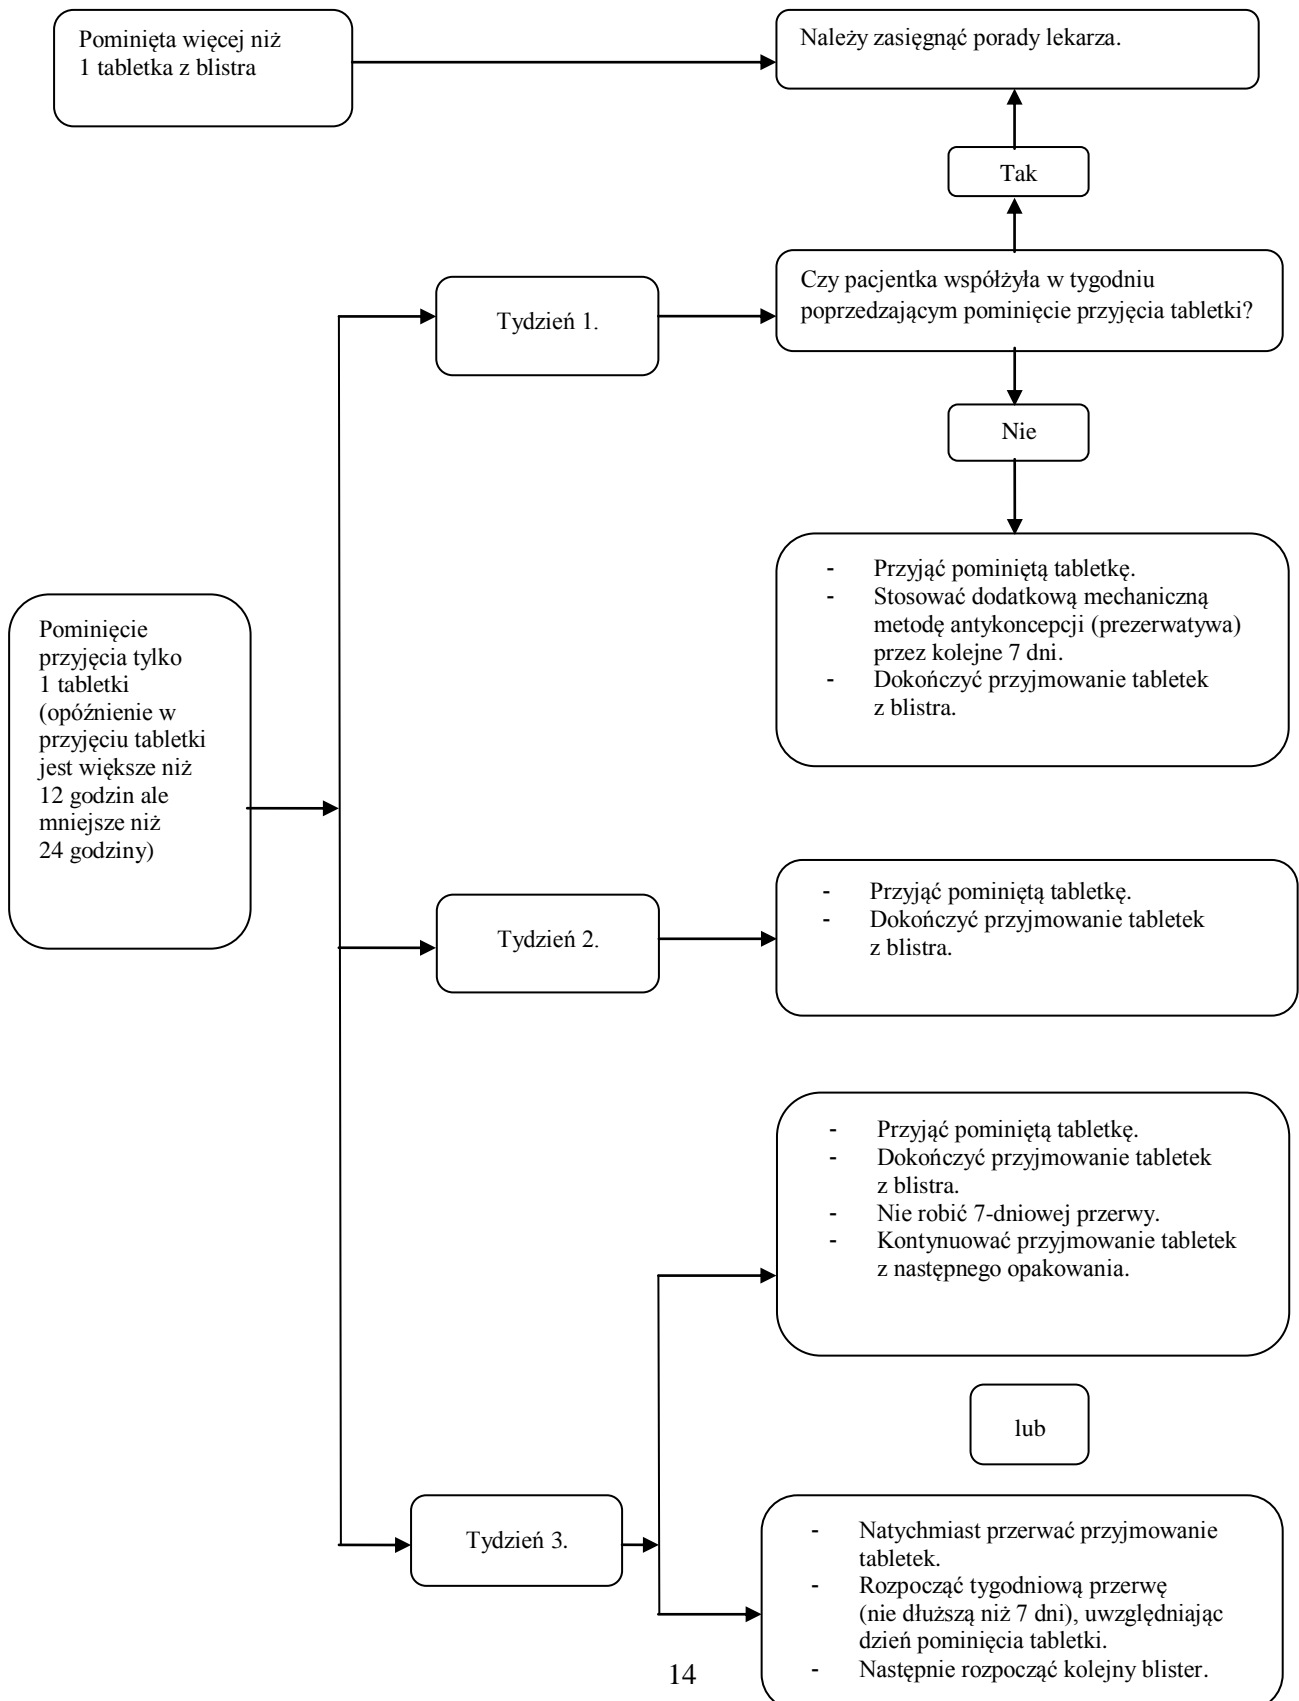 Pominięta więcej niż
1 tabletka z blistra
Należy zasięgnąć porady lekarza.
Tak
Czy pacjentka współżyła w tygodniu
poprzedzającym pominięcie przyjęcia tabletki?
Tydzień 1.
Nie
- Przyjąć pominiętą tabletkę.
- Stosować dodatkową mechaniczną
metodę antykoncepcji (prezerwatywa)
przez kolejne 7 dni.
- Dokończyć przyjmowanie tabletek
z blistra.
Pominięcie
przyjęcia tylko
1 tabletki
(opóźnienie w
przyjęciu tabletki
jest większe niż
12 godzin ale
mniejsze niż
24 godziny)
Tydzień 2.
- Przyjąć pominiętą tabletkę.
- Dokończyć przyjmowanie tabletek
z blistra.
- Przyjąć pominiętą tabletkę.
- Dokończyć przyjmowanie tabletek
z blistra.
- Nie robić 7-dniowej przerwy.
- Kontynuować przyjmowanie tabletek
z następnego opakowania.
lub
Tydzień 3.
- Natychmiast przerwać przyjmowanie
tabletek.
- Rozpocząć tygodniową przerwę
(nie dłuższą niż 7 dni), uwzględniając
dzień pominięcia tabletki.
- Następnie rozpocząć kolejny blister.
14